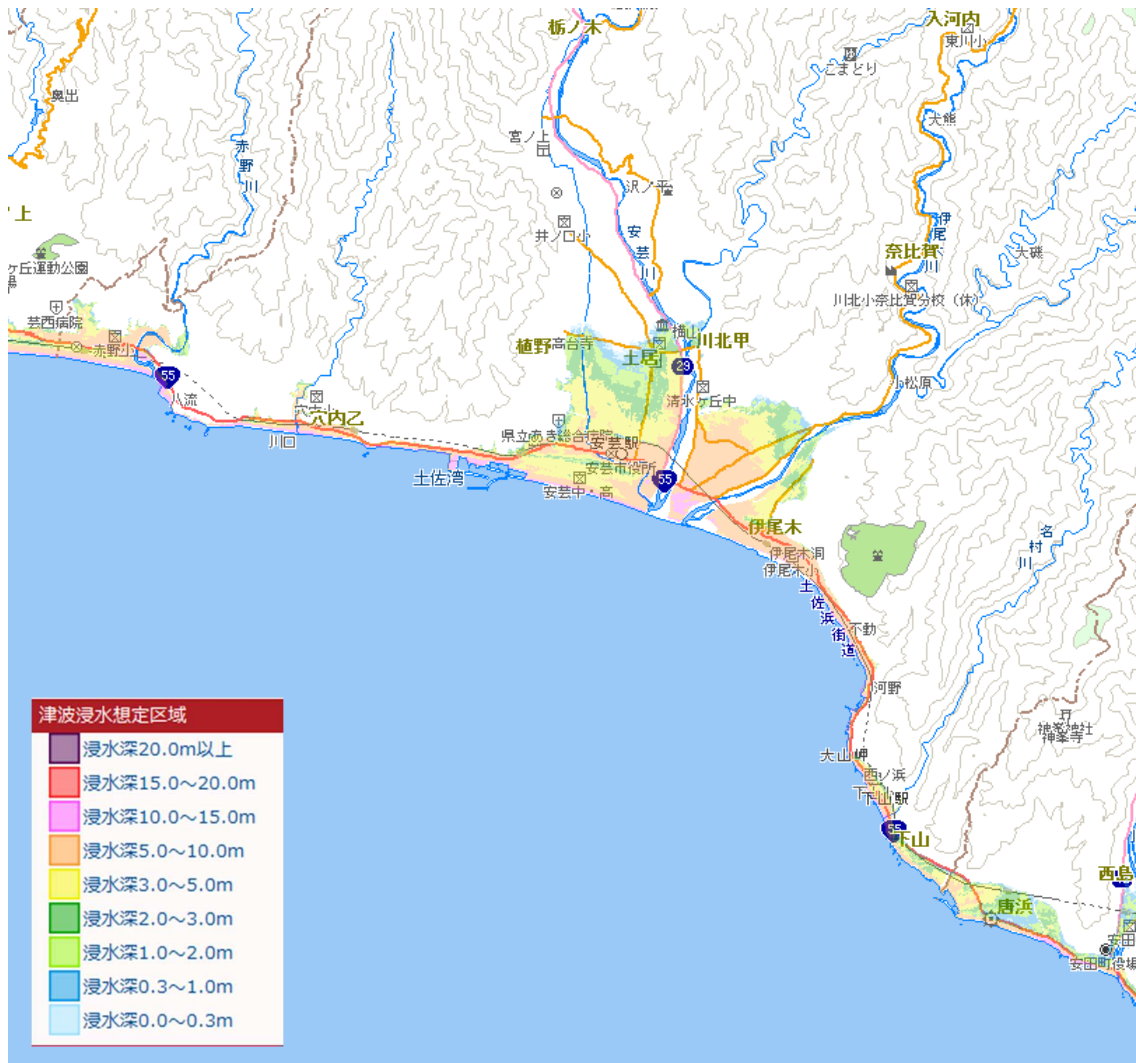 栃ノ木
入河内
東川小
こまどり
奥出
犬熊
赤野川
宮ノ上
沢ノ平
ノ上
井ノ口小
安芸川
伊尾木川
奈比賀
大磯
ケ丘運動公園
場
川北小奈比賀分校(休)
芸西病院
横山
赤野小
植野
高台寺
土居
川北甲
29
55
小松原
八流
清水ヶ丘中
穴内乙
川口
県立あき総合病院
安芸駅
安芸市役所
土佐湾
安芸中・高
55
伊尾木
名村川
伊尾木洞
伊尾木小
土佐浜街道
不動
河野
神峯神社
神峯寺
大山岬
西ノ浜
下山駅
55
下山
西島
唐浜
安田
安田町役場
津波浸水想定区域
浸水深20.0m以上
浸水深15.0~20.0m
浸水深10.0~15.0m
浸水深5.0~10.0m
浸水深3.0~5.0m
浸水深2.0~3.0m
浸水深1.0~2.0m
浸水深0.3~1.0m
浸水深0.0~0.3m